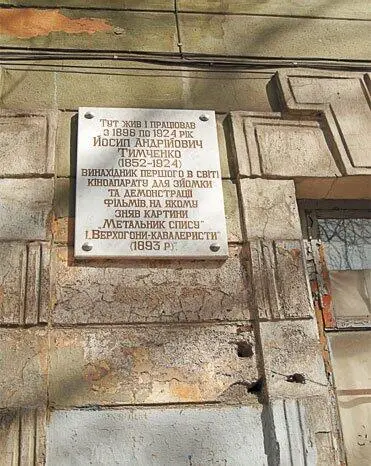 ТУТ ЖИВ І ПРАЦЮВАВ
З 1896 ПО 1924 РІК
ЙОСИП АНДРІЙОВИЧ
ТИМЧЕНКО
(1852-1924)
ВИНАХІДНИК ПЕРШОГО В СВІТІ
КІНОАПАРАТУ ДЛЯ ЗЙОМКИ
ТА ДЕМОНСТРАЦІЇ
ФІЛЬМІВ, НА ЯКОМУ
ЗНЯВ КАРТИНИ
„МЕТАЛЬНИК СПИСУ"
І „ВЕРХОГОНИ-КАВАЛЕРИСТИ"
(1893 Р).